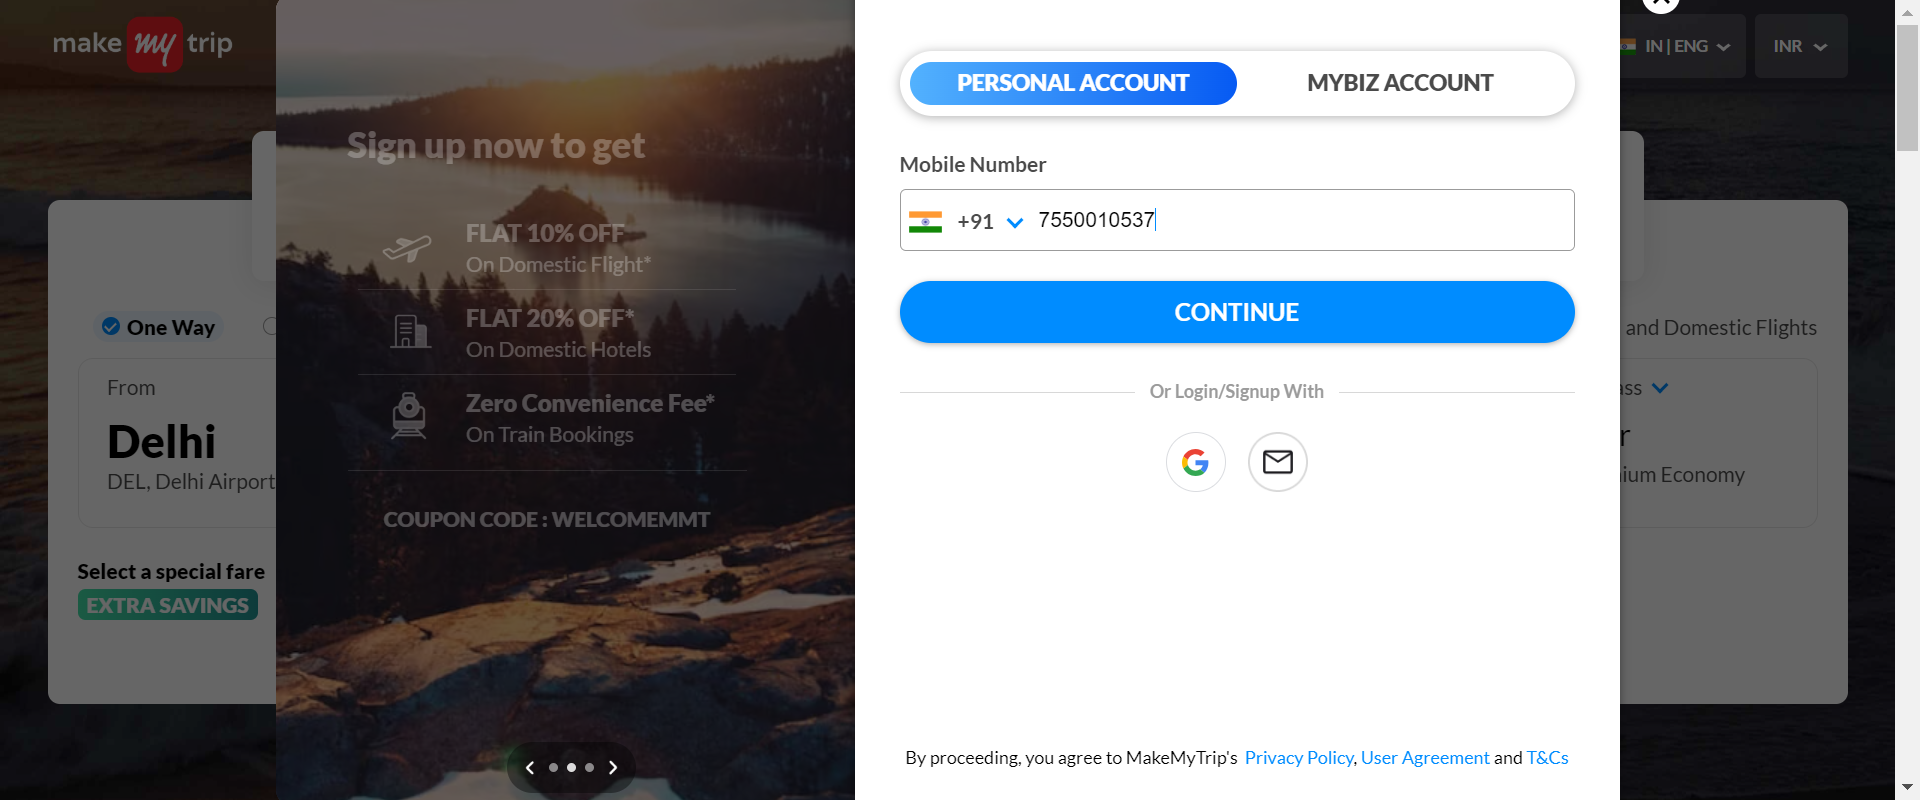 make my trip
IN | ENG
INR
Sign up now to get
FLAT 10% OFF
On Domestic Flight*
FLAT 20% OFF*
On Domestic Hotels
Zero Convenience Fee*
On Train Bookings
COUPON CODE : WELCOMEMMT
PERSONAL ACCOUNT
MYBIZ ACCOUNT
Mobile Number
+91 7550010537
CONTINUE
Or Login/Signup With
By proceeding, you agree to MakeMyTrip's Privacy Policy, User Agreement and T&Cs
One Way
From
Delhi
DEL, Delhi Airport
Select a special fare
EXTRA SAVINGS
and Domestic Flights
Economy